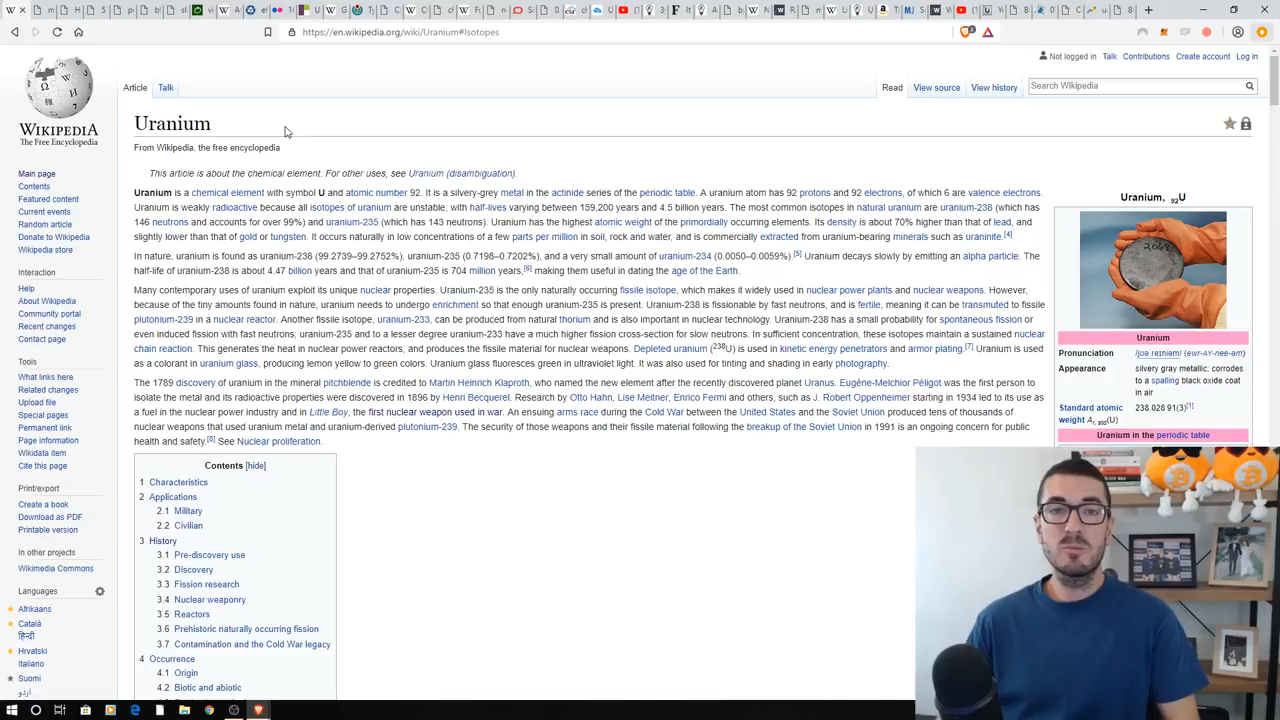 https://en.wikipedia.org/wiki/Uranium#Isotopes
Not logged in Talk Contributions Create account Log in
Article Talk
Read View source View history
Search Wikipedia
WIKIPEDIA
The Free Encyclopedia
Main page
Contents
Featured content
Current events
Random article
Donate to Wikipedia
Wikipedia store
Interaction
Help
About Wikipedia
Community portal
Recent changes
Contact page
Tools
What links here
Related changes
Upload file
Special pages
Permanent link
Page information
Wikidata item
Cite this page
Print/export
Create a book
Download as PDF
Printable version
In other projects
Wikimedia Commons
Languages
Afrikaans
Català
हिन्दी
Hrvatski
Italiano
Suomi
اردو
Uranium
From Wikipedia, the free encyclopedia
This article is about the chemical element. For other uses, see Uranium (disambiguation).
Uranium is a chemical element with symbol U and atomic number 92. It is a silvery-grey metal in the actinide series of the periodic table. A uranium atom has 92 protons and 92 electrons, of which 6 are valence electrons.
Uranium is weakly radioactive because all isotopes of uranium are unstable, with half-lives varying between 159,200 years and 4.5 billion years. The most common isotopes in natural uranium are uranium-238 (which has
146 neutrons and accounts for over 99%) and uranium-235 (which has 143 neutrons). Uranium has the highest atomic weight of the primordially occurring elements. Its density is about 70% higher than that of lead, and
slightly lower than that of gold or tungsten. It occurs naturally in low concentrations of a few parts per million in soil, rock and water, and is commercially extracted from uranium-bearing minerals such as uraninite.[4]
In nature, uranium is found as uranium-238 (99.2739–99.2752%), uranium-235 (0.7198–0.7202%), and a very small amount of uranium-234 (0.0050–0.0059%).[5] Uranium decays slowly by emitting an alpha particle. The
half-life of uranium-238 is about 4.47 billion years and that of uranium-235 is 704 million years,[6] making them useful in dating the age of the Earth.
Many contemporary uses of uranium exploit its unique nuclear properties. Uranium-235 is the only naturally occurring fissile isotope, which makes it widely used in nuclear power plants and nuclear weapons. However,
because of the tiny amounts found in nature, uranium needs to undergo enrichment so that enough uranium-235 is present. Uranium-238 is fissionable by fast neutrons, and is fertile, meaning it can be transmuted to fissile
plutonium-239 in a nuclear reactor. Another fissile isotope, uranium-233, can be produced from natural thorium and is also important in nuclear technology. Uranium-238 has a small probability for spontaneous fission or
even induced fission with fast neutrons; uranium-235 and to a lesser degree uranium-233 have a much higher fission cross-section for slow neutrons. In sufficient concentration, these isotopes maintain a sustained nuclear
chain reaction. This generates the heat in nuclear power reactors, and produces the fissile material for nuclear weapons. Depleted uranium (238U) is used in kinetic energy penetrators and armor plating.[7] Uranium is used
as a colorant in uranium glass, producing lemon yellow to green colors. Uranium glass fluoresces green in ultraviolet light. It was also used for tinting and shading in early photography.
The 1789 discovery of uranium in the mineral pitchblende is credited to Martin Heinrich Klaproth, who named the new element after the recently discovered planet Uranus. Eugène-Melchior Péligot was the first person to
isolate the metal and its radioactive properties were discovered in 1896 by Henri Becquerel. Research by Otto Hahn, Lise Meitner, Enrico Fermi and others, such as J. Robert Oppenheimer starting in 1934 led to its use as
a fuel in the nuclear power industry and in Little Boy, the first nuclear weapon used in war. An ensuing arms race during the Cold War between the United States and the Soviet Union produced tens of thousands of
nuclear weapons that used uranium metal and uranium-derived plutonium-239. The security of those weapons and their fissile material following the breakup of the Soviet Union in 1991 is an ongoing concern for public
health and safety.[8] See Nuclear proliferation.
Contents [hide]
1 Characteristics
2 Applications
2.1 Military
2.2 Civilian
3 History
3.1 Pre-discovery use
3.2 Discovery
3.3 Fission research
3.4 Nuclear weaponry
3.5 Reactors
3.6 Prehistoric naturally occurring fission
3.7 Contamination and the Cold War legacy
4 Occurrence
4.1 Origin
4.2 Biotic and abiotic
Uranium, 92U
2068
Uranium
Pronunciation /jʊəˈreɪniəm/ (ewr-AY-nee-əm)
Appearance silvery gray metallic; corrodes
to a spalling black oxide coat
in air
Standard atomic 238.028 91(3)[1]
weight Ar, std(U)
Uranium in the periodic table